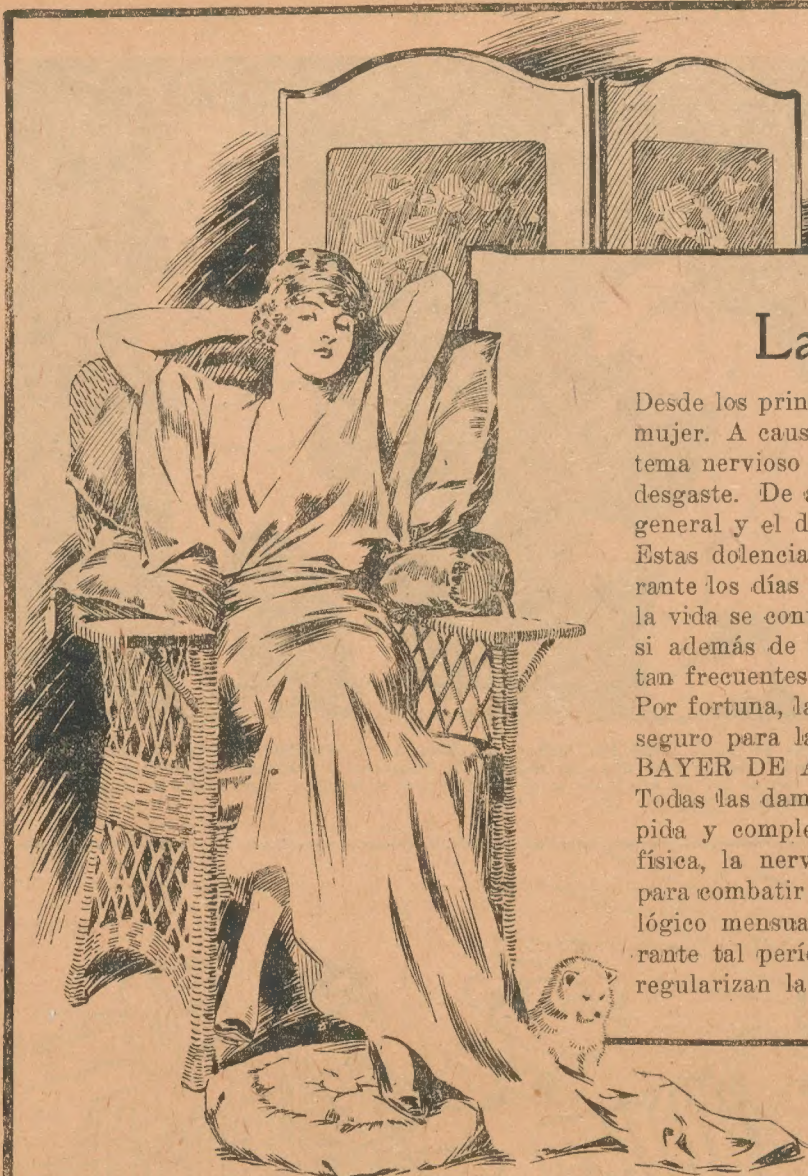 La
Desde los prin
mujer. A caus
tema nervioso
desgaste. De a
general y el d
Estas dolencia
rante los días
la vida se con
si además de
tan frecuentes
Por fortuna, la
seguro para la
BAYER DE A
Todas las dam
pida y comple
física, la nerv
para combatir
lógico mensua
rante tal perío
regularizan la